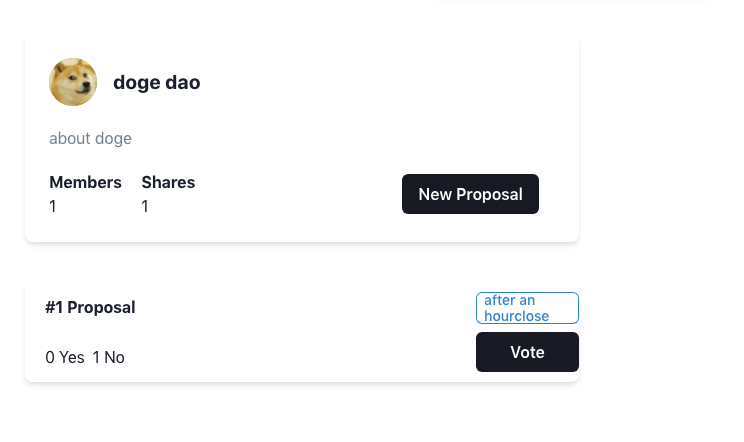 doge dao
about doge
Members Shares
1 1
New Proposal
#1 Proposal
after an
hourclose
0 Yes 1 No
Vote